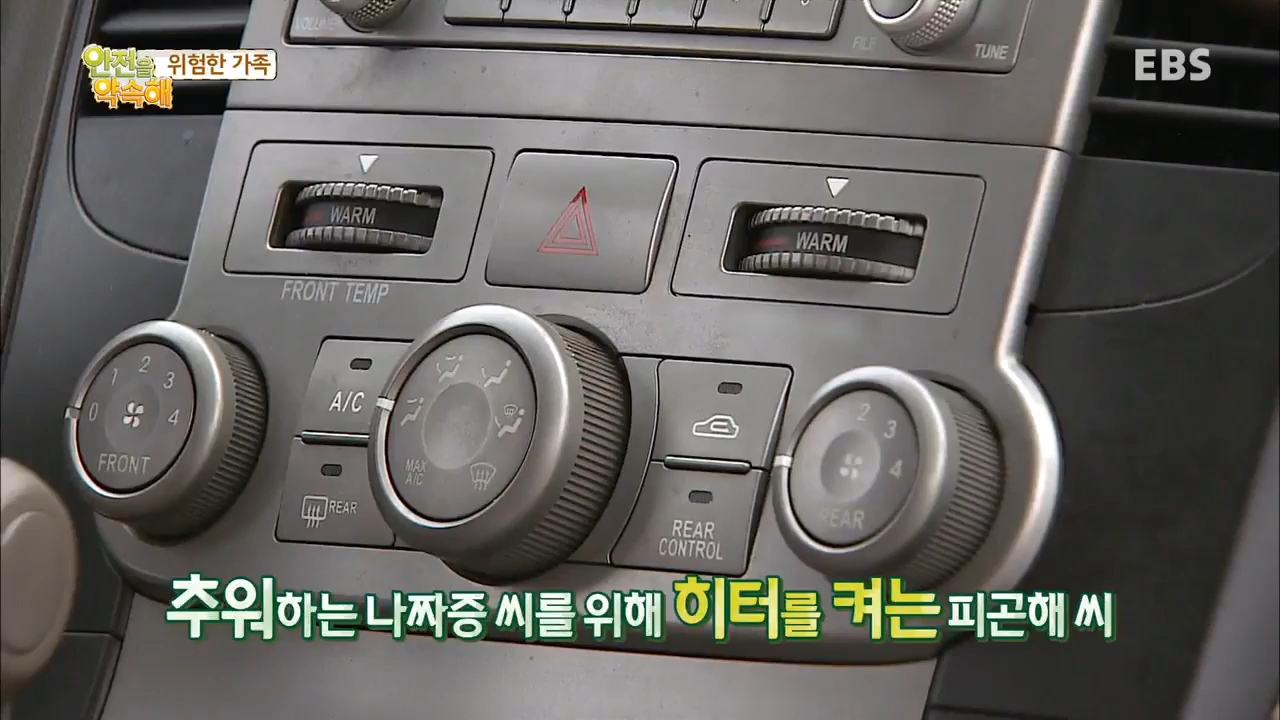 VOLUME
FILE
TUNE
안전을
약속해
위험한 가족
EBS
WARM
WARM
FRONT TEMP
0 1 2 3 4
FRONT
A/C
REAR
MAX
A/C
REAR
CONTROL
2 3 4
REAR
추워하는 나짜증 씨를 위해 히터를 켜는 피곤해 씨